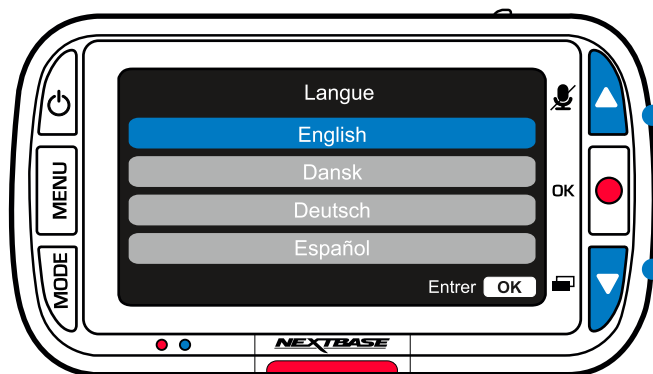 Langue
English
Dansk
Deutsch
Español
Entrer OK
MENU
MODE
OK
NEXTBASE